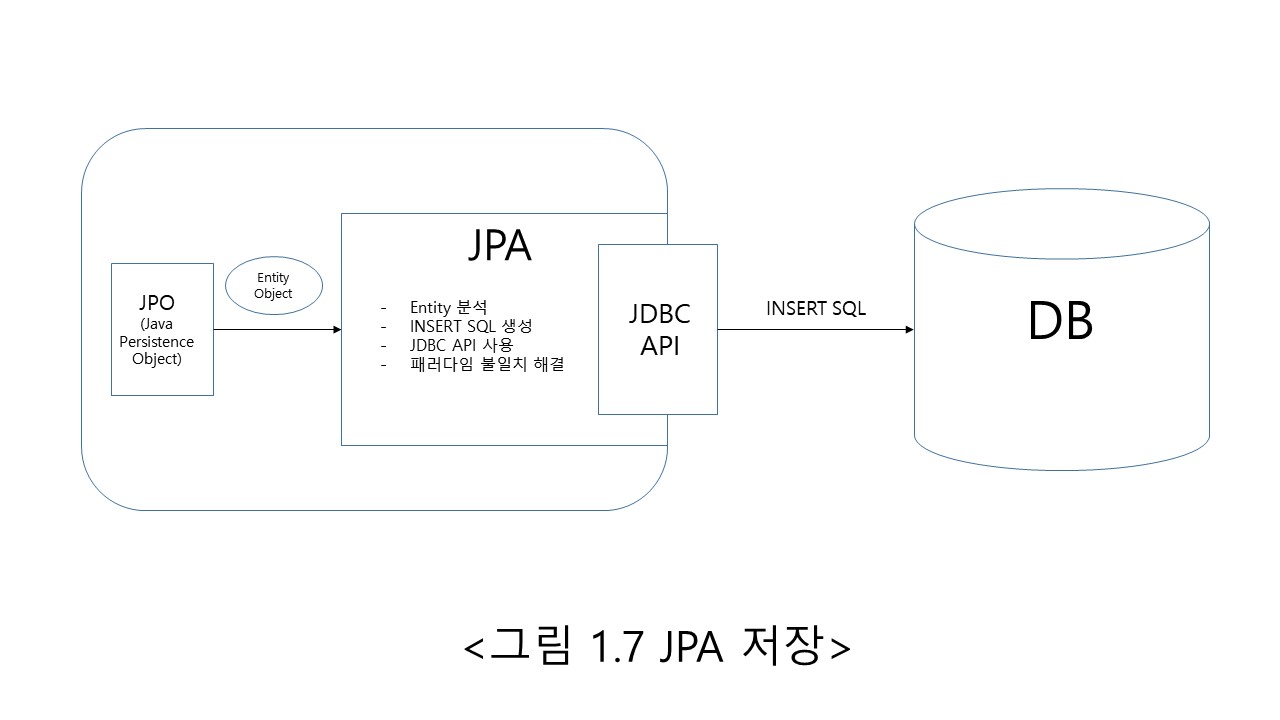 JPO
(Java
Persistence
Object)
Entity
Object
JPA
- Entity 분석
- INSERT SQL 생성
- JDBC API 사용
- 패러다임 불일치 해결
JDBC
API
INSERT SQL
DB
<그림 1.7 JPA 저장>